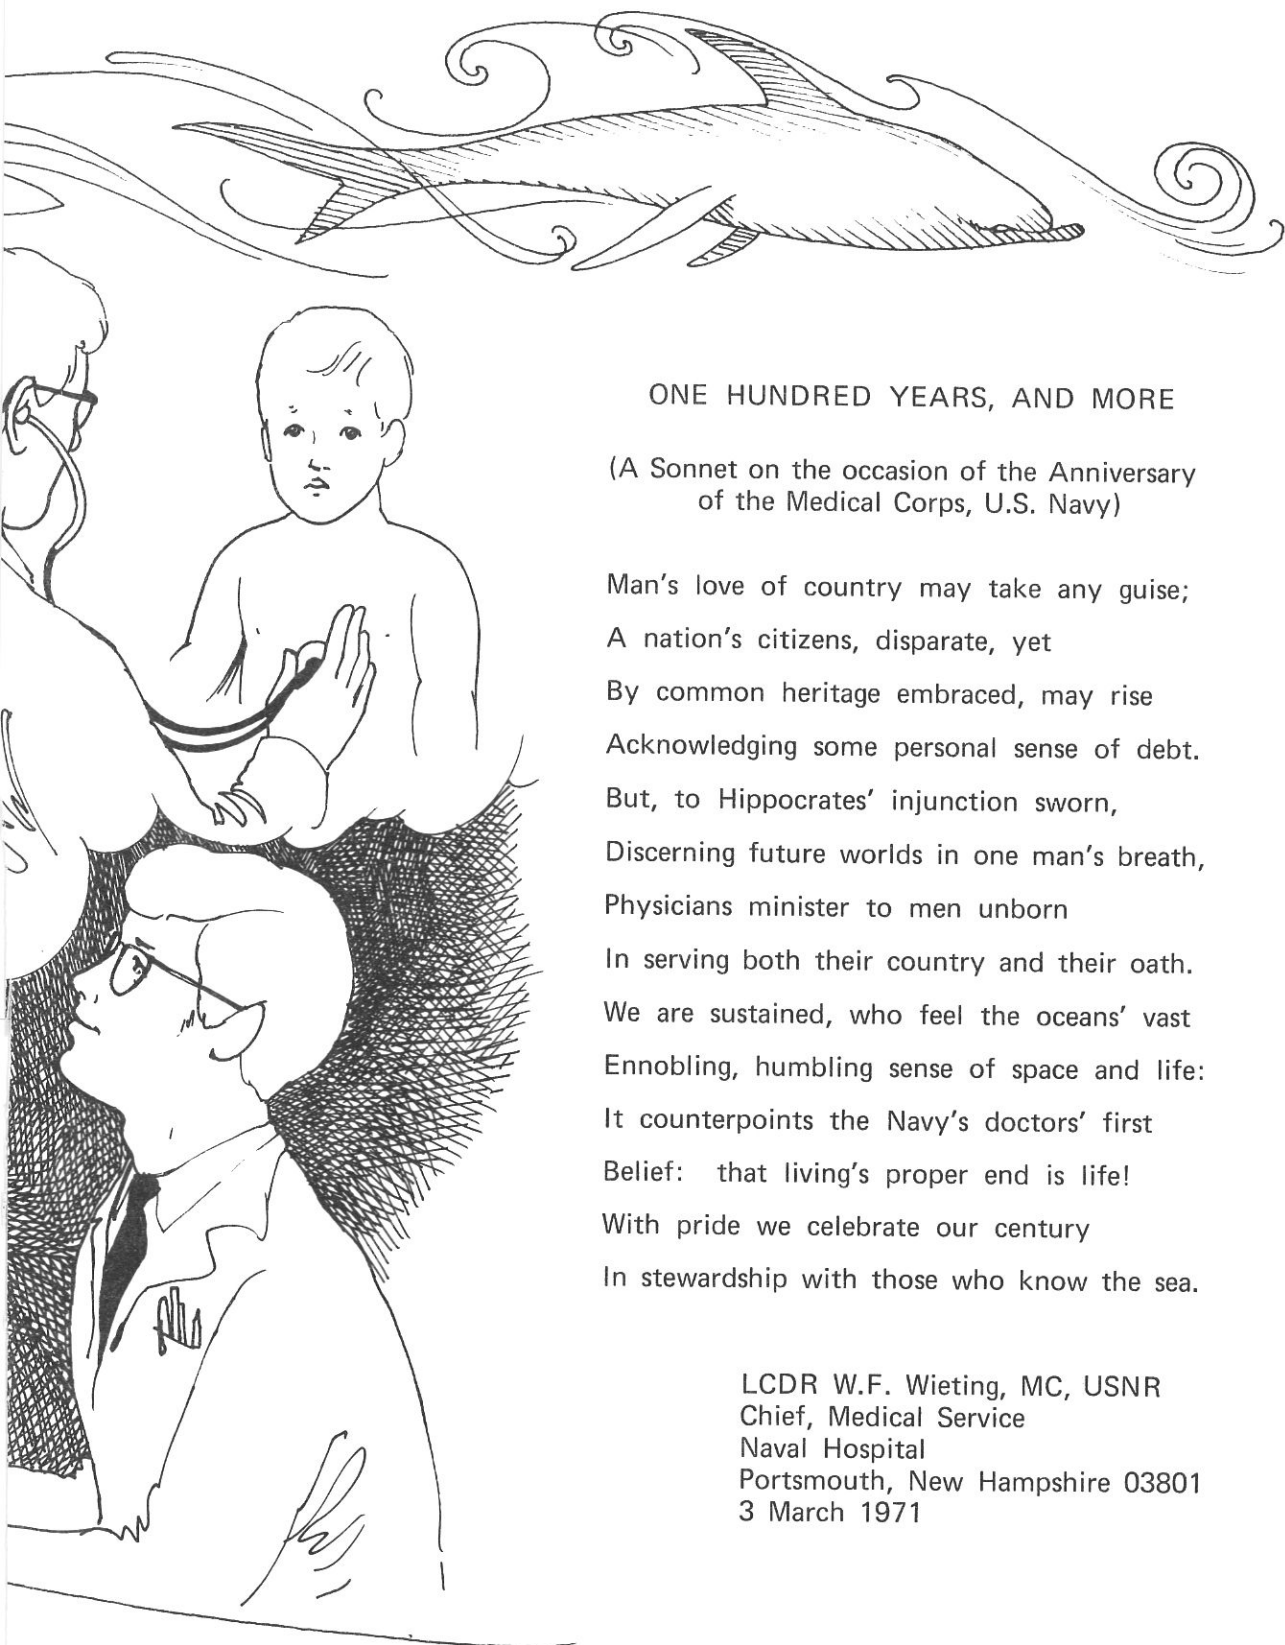 ONE HUNDRED YEARS, AND MORE
(A Sonnet on the occasion of the Anniversary
of the Medical Corps, U.S. Navy)
Man's love of country may take any guise;
A nation's citizens, disparate, yet
By common heritage embraced, may rise
Acknowledging some personal sense of debt.
But, to Hippocrates' injunction sworn,
Discerning future worlds in one man's breath,
Physicians minister to men unborn
In serving both their country and their oath.
We are sustained, who feel the oceans' vast
Ennobling, humbling sense of space and life:
It counterpoints the Navy's doctors' first
Belief: that living's proper end is life!
With pride we celebrate our century
In stewardship with those who know the sea.
LCDR W.F. Wieting, MC, USNR
Chief, Medical Service
Naval Hospital
Portsmouth, New Hampshire 03801
3 March 1971